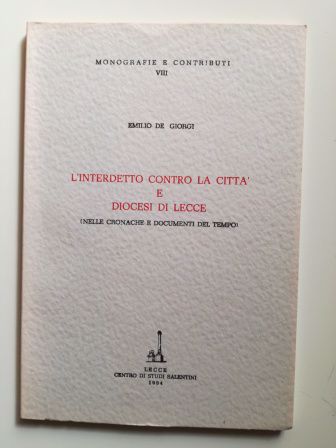 MONOGRAFIE E CONTRIBUTI
VIII
EMILIO DE GIORGI
L'INTERDETTO CONTRO LA CITTA'
E
DIOCESI DI LECCE
(NELLE CRONACHE E DOCUMENTI DEL TEMPO)
LECCE
CENTRO DI STUDI SALENTINI
1984